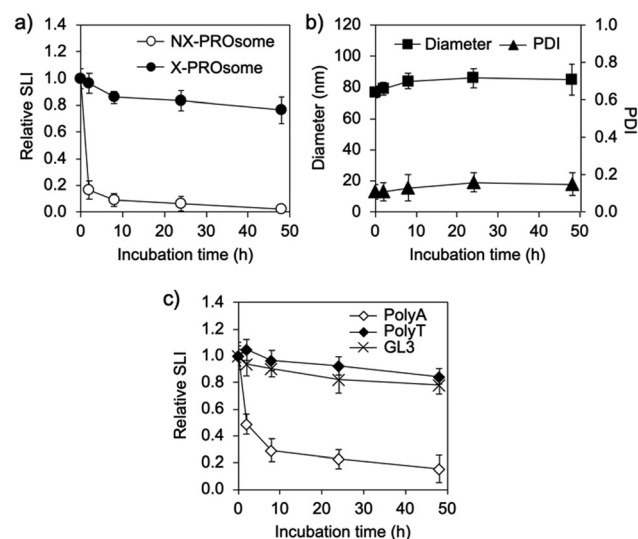 a)
1.4
1.2
1.0
0.8
0.6
0.4
0.2
0.0
Relative SLI
NX-PROsome
X-PROsome
0 10 20 30 40 50
Incubation time (h)
b)
120
100
80
60
40
20
0
Diameter (nm)
Diameter PDI
1.0
0.8
0.6
0.4
0.2
0.0
PDI
0 10 20 30 40 50
Incubation time (h)
c)
1.4
1.2
1.0
0.8
0.6
0.4
0.2
0.0
Relative SLI
PolyA
PolyT
GL3
0 10 20 30 40 50
Incubation time (h)